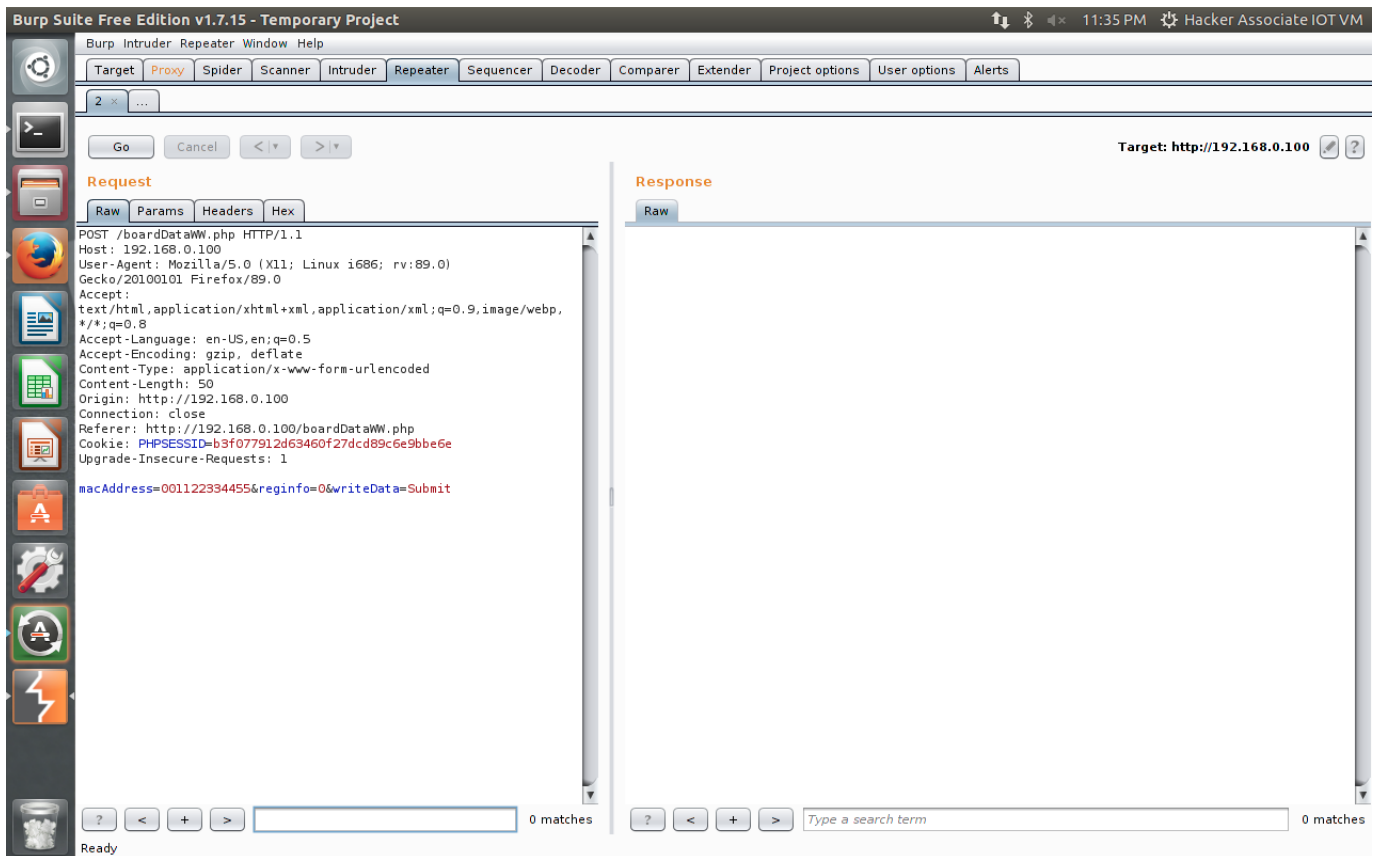 Burp Suite Free Edition v1.7.15 - Temporary Project
11:35 PM Hacker Associate IOT VM
Burp Intruder Repeater Window Help
Target Proxy Spider Scanner Intruder Repeater Sequencer Decoder Comparer Extender Project options User options Alerts
2 × ...
Go Cancel < | ▾ > | ▾ Target: http://192.168.0.100 ?
Request
Raw Params Headers Hex
POST /boardDataWW.php HTTP/1.1
Host: 192.168.0.100
User-Agent: Mozilla/5.0 (X11; Linux i686; rv:89.0)
Gecko/20100101 Firefox/89.0
Accept:
text/html,application/xhtml+xml,application/xml;q=0.9,image/webp,
*/*;q=0.8
Accept-Language: en-US,en;q=0.5
Accept-Encoding: gzip, deflate
Content-Type: application/x-www-form-urlencoded
Content-Length: 50
Origin: http://192.168.0.100
Connection: close
Referer: http://192.168.0.100/boardDataWW.php
Cookie: PHPSESSID=b3f077912d63460f27dcd89c6e9bbe6e
Upgrade-Insecure-Requests: 1
macAddress=001122334455&reginfo=0&writeData=Submit
? < + > 0 matches
Response
Raw
? < + > Type a search term 0 matches
Ready